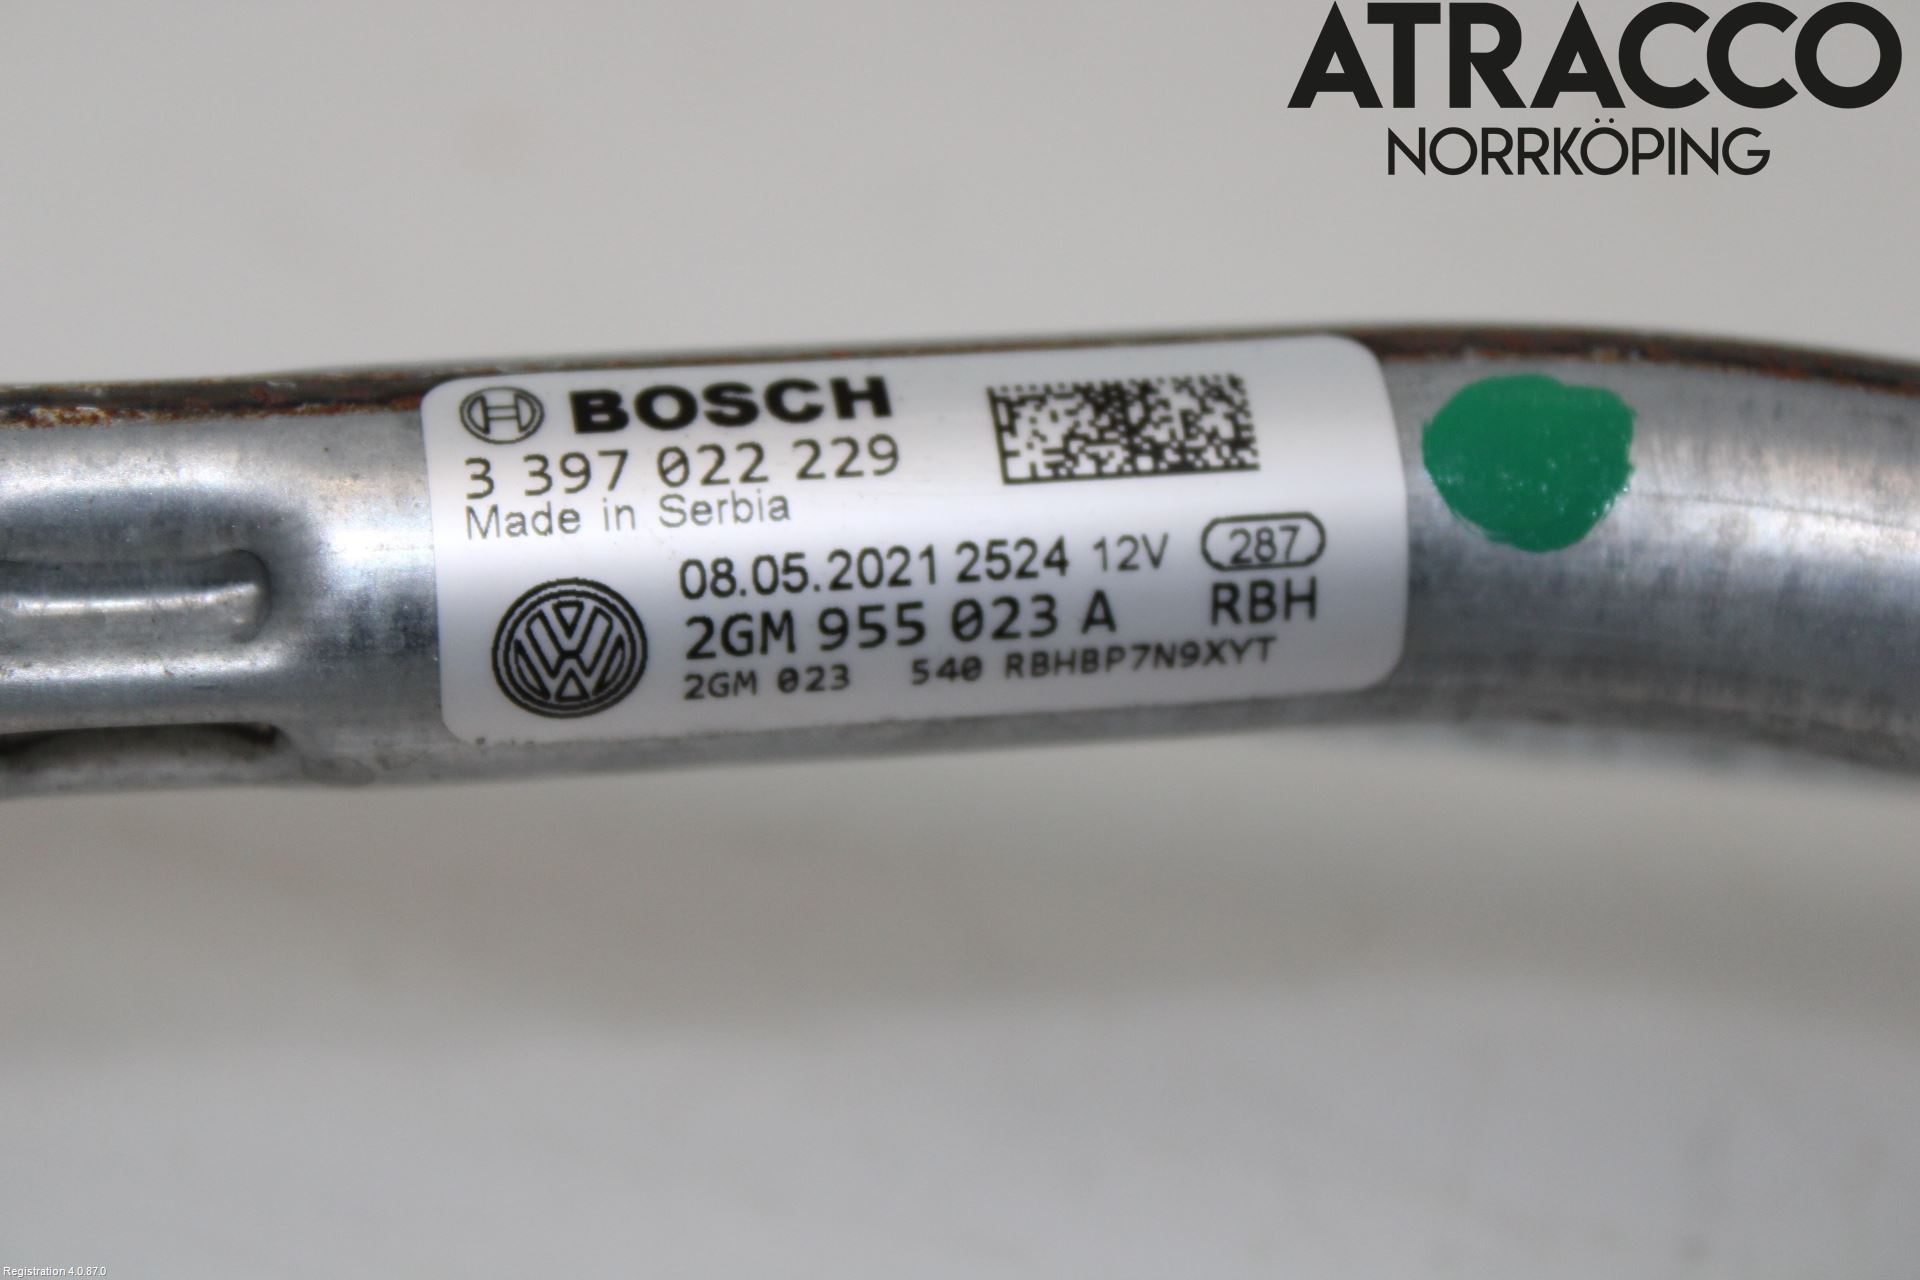 ATRACCO
NORRKÖPING
BOSCH
3 397 022 229
Made in Serbia
08.05.2021 2524 12V 287
2GM 955 023 A RBH
2GM 023 540 RBHBP7N9XYT
Registration 4.0.87.0